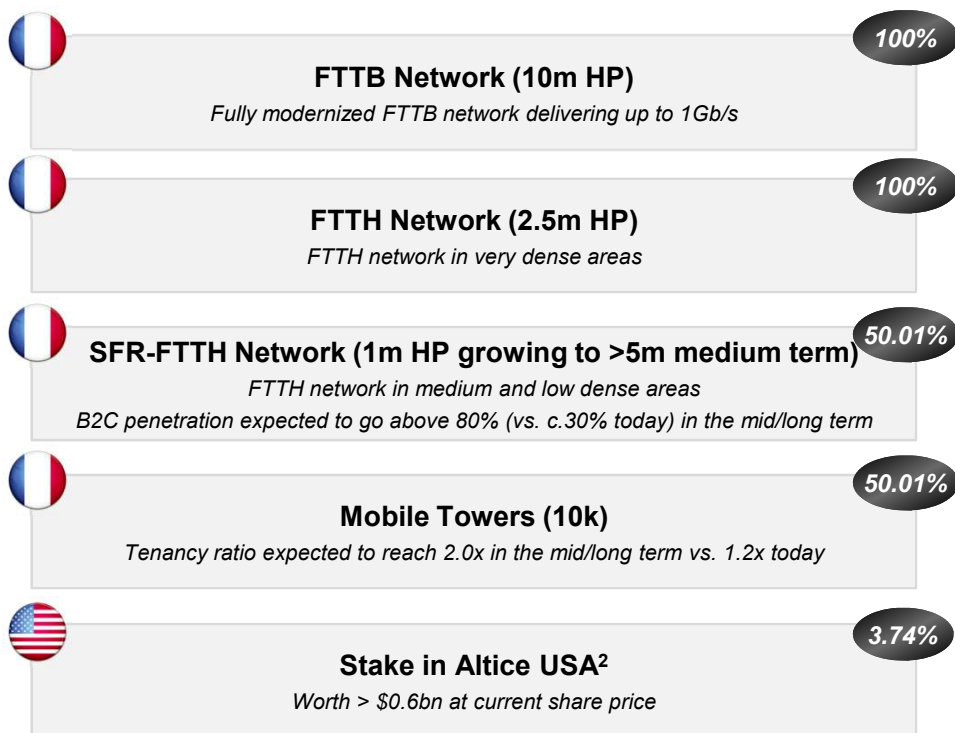 100%
FTTB Network (10m HP)
Fully modernized FTTB network delivering up to 1Gb/s
100%
FTTH Network (2.5m HP)
FTTH network in very dense areas
50.01%
SFR-FTTH Network (1m HP growing to >5m medium term)
FTTH network in medium and low dense areas
B2C penetration expected to go above 80% (vs. c.30% today) in the mid/long term
50.01%
Mobile Towers (10k)
Tenancy ratio expected to reach 2.0x in the mid/long term vs. 1.2x today
3.74%
Stake in Altice USA²
Worth > $0.6bn at current share price